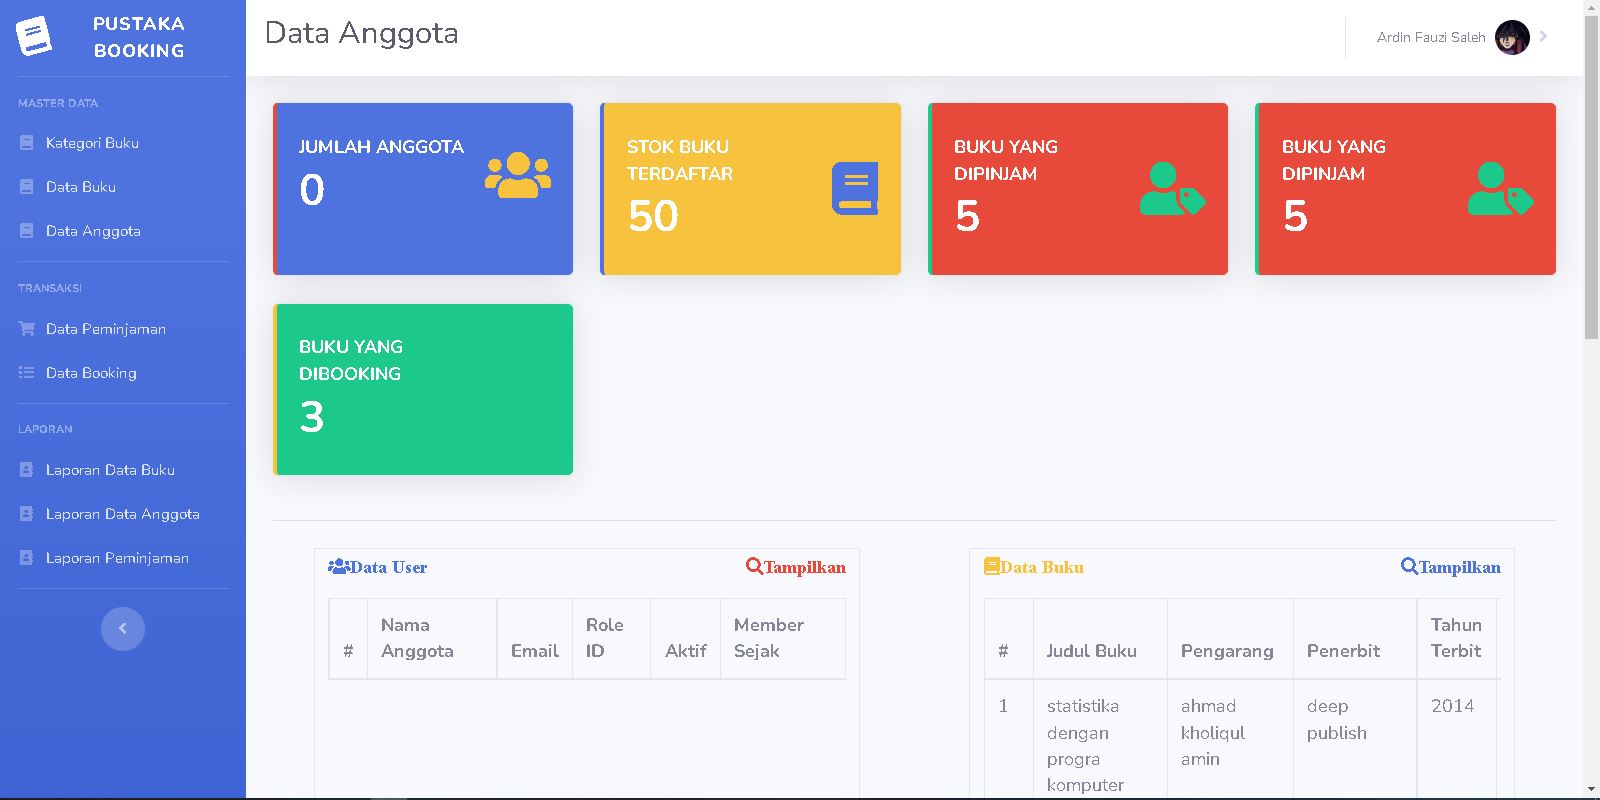 PUSTAKA
BOOKING
MASTER DATA
Kategori Buku
Data Buku
Data Anggota
TRANSAKSI
Data Peminjaman
Data Booking
LAPORAN
Laporan Data Buku
Laporan Data Anggota
Laporan Peminjaman
Data Anggota
Ardin Fauzi Saleh
JUMLAH ANGGOTA
0
STOK BUKU
TERDAFTAR
50
BUKU YANG
DIPINJAM
5
BUKU YANG
DIPINJAM
5
BUKU YANG
DIBOOKING
3
Data User
Tampilkan
# Nama Anggota Email Role ID Aktif Member Sejak
Data Buku
Tampilkan
# Judul Buku Pengarang Penerbit Tahun Terbit
1 statistika dengan progra komputer ahmad kholiqul amin deep publish 2014